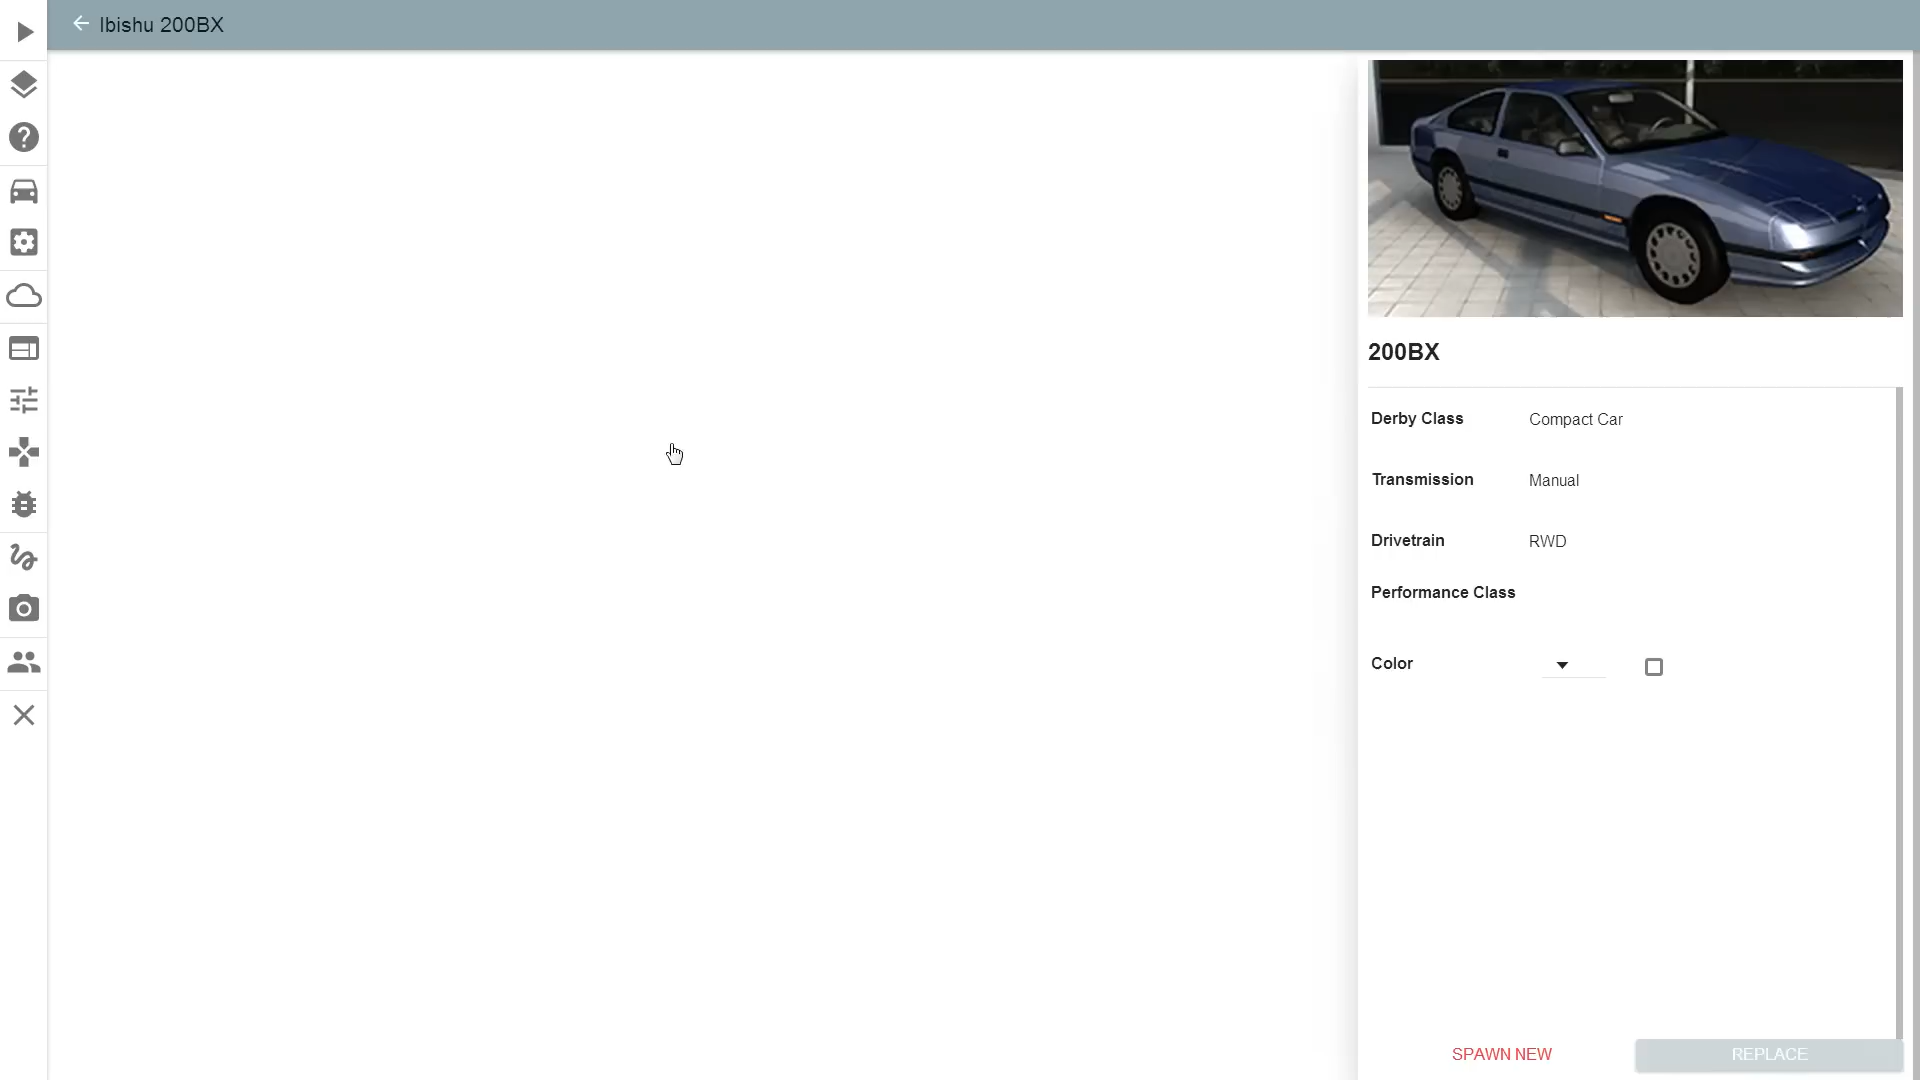 Ibishu 200BX
200BX
Derby Class Compact Car
Transmission Manual
Drivetrain RWD
Performance Class
Color
SPAWN NEW REPLACE